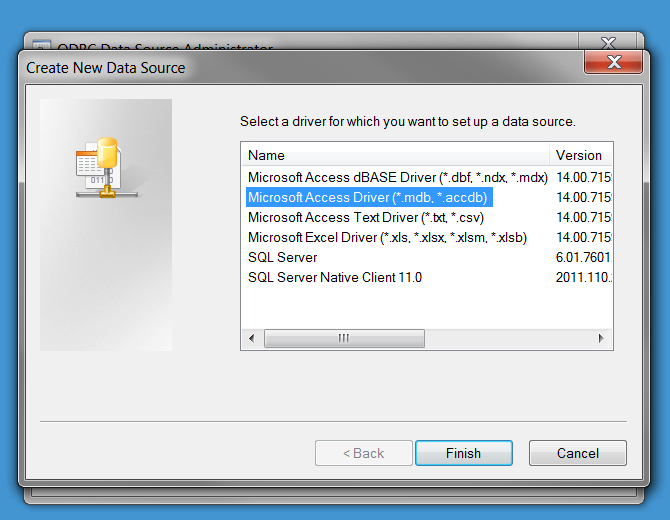 ODBC Data Source Administrator
Create New Data Source
Select a driver for which you want to set up a data source.
Name Version
Microsoft Access dBASE Driver (*.dbf, *.ndx, *.mdx) 14.00.715
Microsoft Access Driver (*.mdb, *.accdb) 14.00.715
Microsoft Access Text Driver (*.txt, *.csv) 14.00.715
Microsoft Excel Driver (*.xls, *.xlsx, *.xlsm, *.xlsb) 14.00.715
SQL Server 6.01.7601
SQL Server Native Client 11.0 2011.110.
< Back Finish Cancel